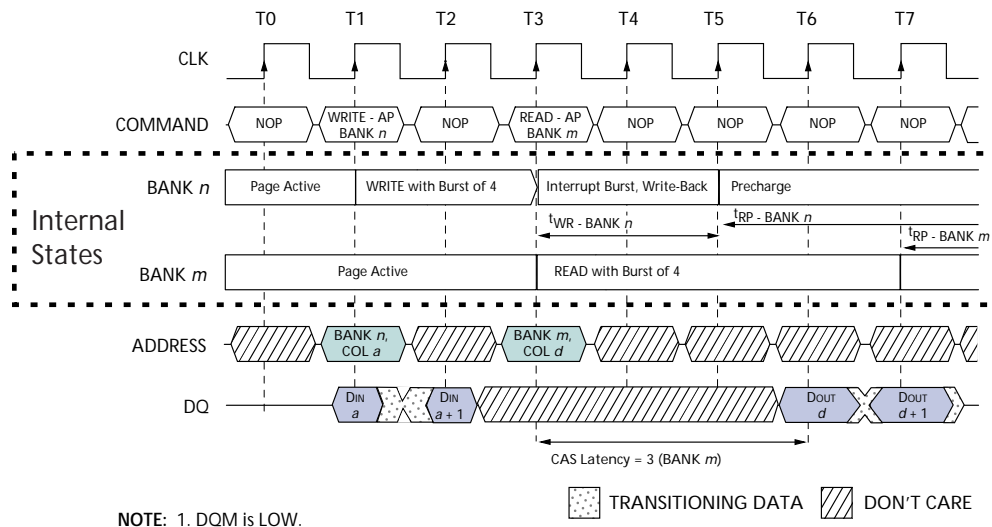 T0 T1 T2 T3 T4 T5 T6 T7
CLK
COMMAND NOP WRITE - AP BANK n NOP READ - AP BANK m NOP NOP NOP NOP
Internal States
BANK n Page Active WRITE with Burst of 4 Interrupt Burst, Write-Back Precharge
tWR - BANK n tRP - BANK n
tRP - BANK m
BANK m Page Active READ with Burst of 4
ADDRESS BANK n, COL a BANK m, COL d
DQ DIN a DIN a + 1 DOUT d DOUT d + 1
CAS Latency = 3 (BANK m)
TRANSITIONING DATA DON'T CARE
NOTE: 1. DQM is LOW.